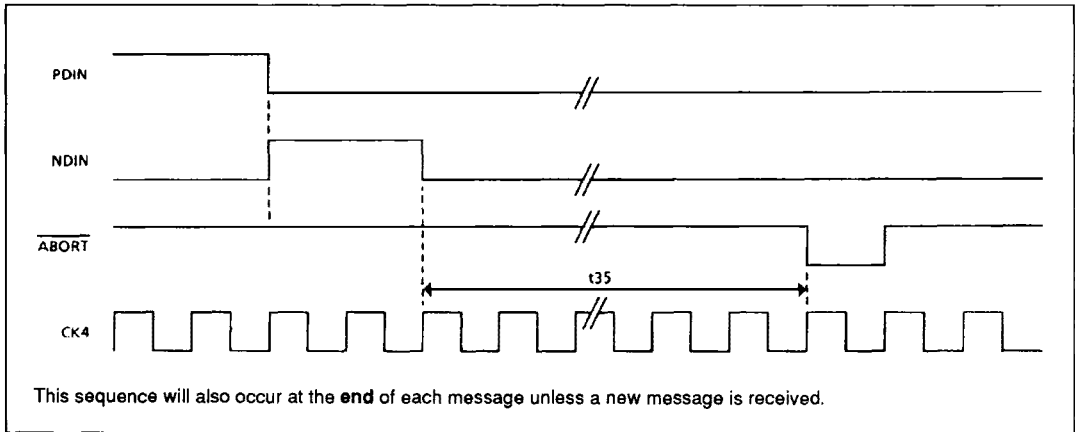 PDIN
NDIN
ABORT
t35
CK4
This sequence will also occur at the end of each message unless a new message is received.